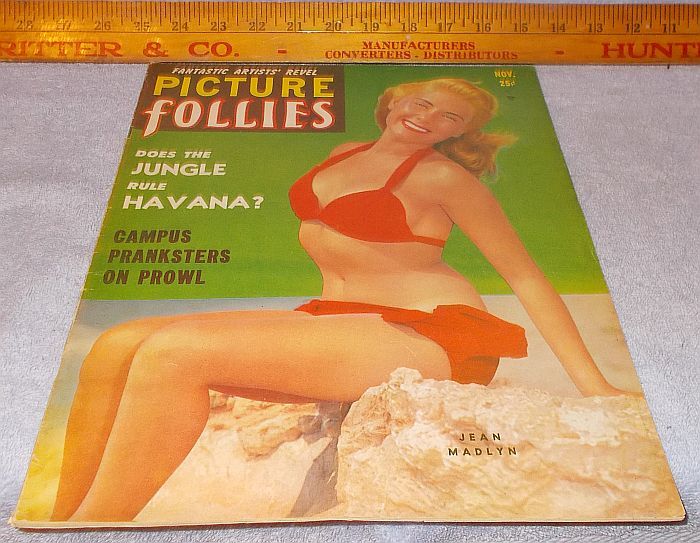 26 25 24 23 22 21 20 19 18 17 16 15 14 13 12 11
RITTER & CO. - MANUFACTURERS - HUNT
CONVERTERS - DISTRIBUTORS
FANTASTIC ARTISTS' REVEL
PICTURE
FOLLIES
NOV.
25¢
DOES THE
JUNGLE
RULE
HAVANA?
CAMPUS
PRANKSTERS
ON PROWL
JEAN
MADLYN